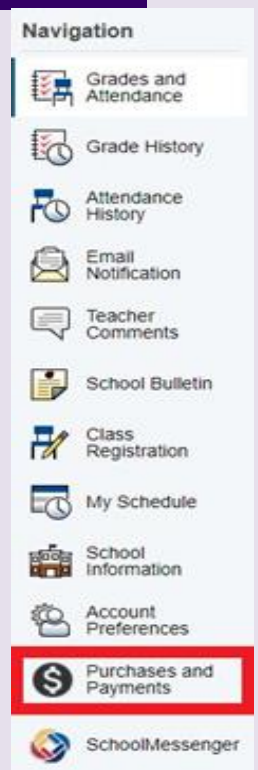 Navigation
Grades and
Attendance
Grade History
Attendance
History
Email
Notification
Teacher
Comments
School Bulletin
Class
Registration
My Schedule
School
Information
Account
Preferences
Purchases and
Payments
SchoolMessenger